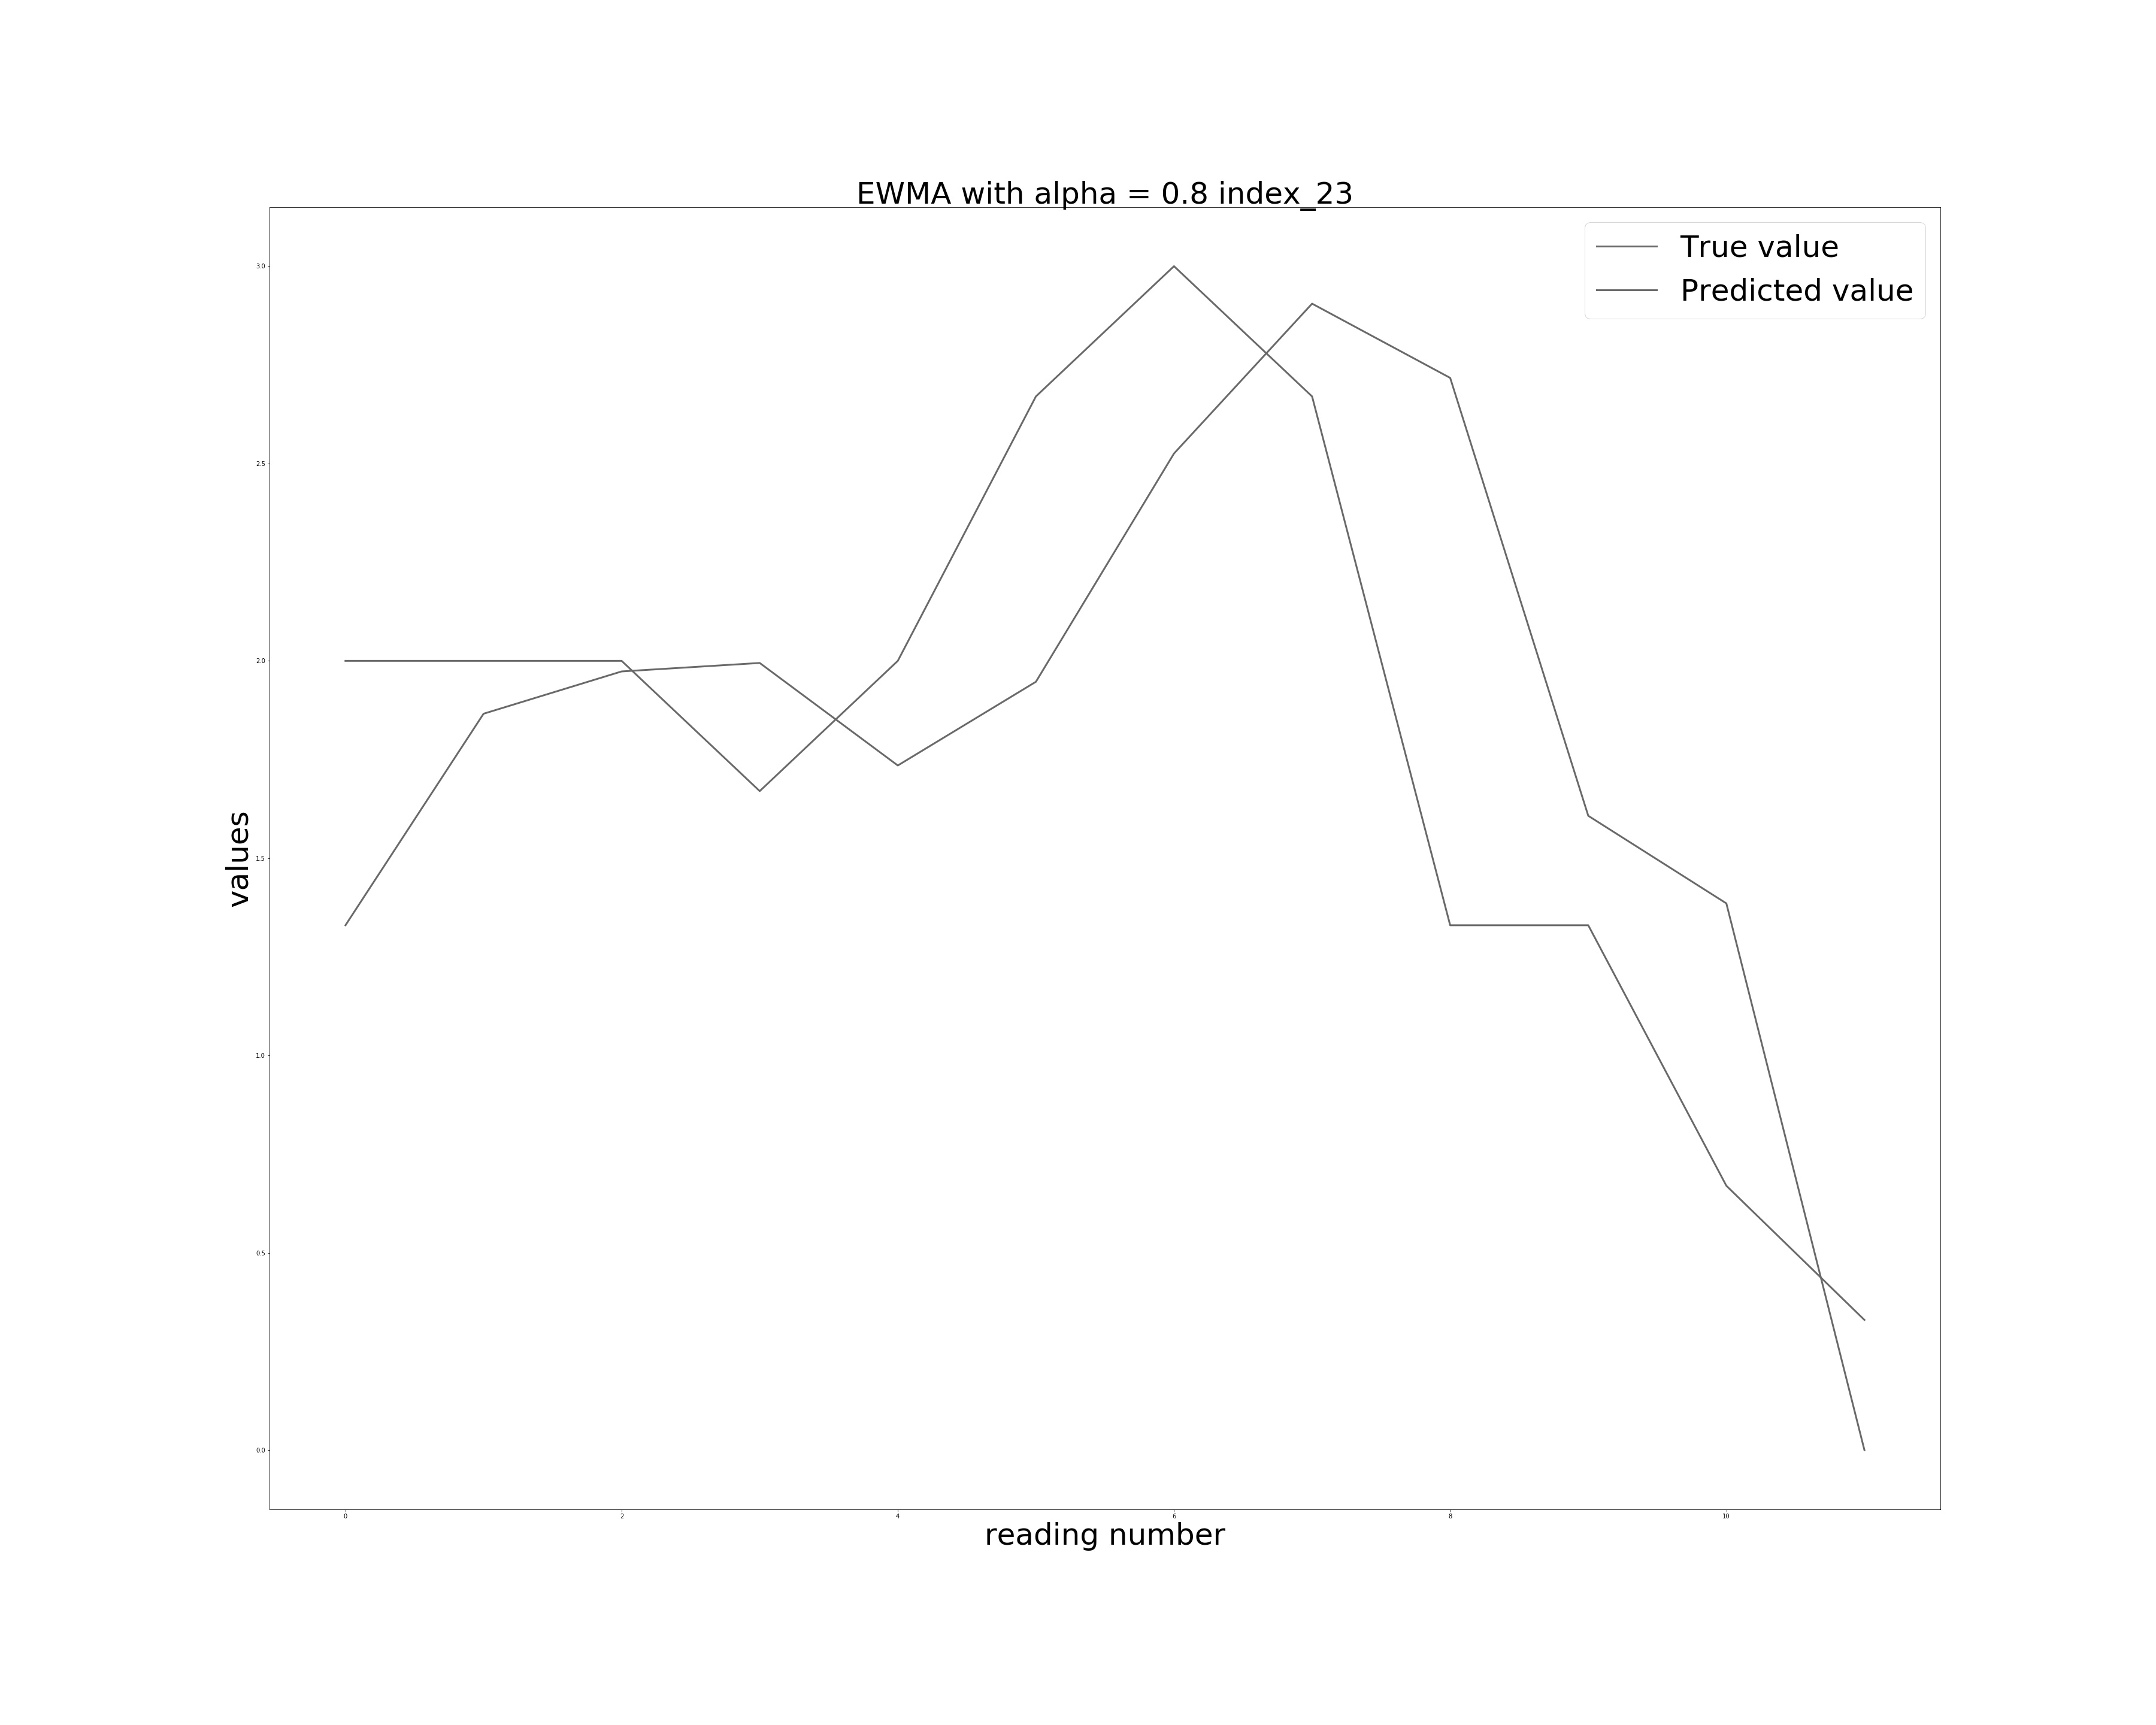 EWMA with alpha = 0.8 index_23
True value
Predicted value
3.0
2.5
2.0
1.5
1.0
0.5
0.0
values
0 2 4 6 8 10
reading number